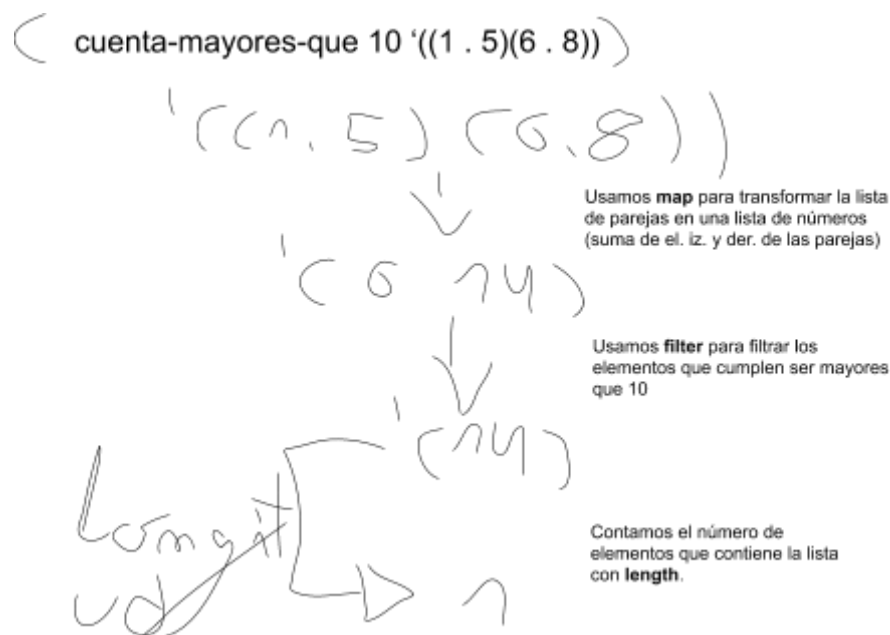 ( cuenta-mayores-que 10 ‘((1 . 5)(6 . 8)) )
'((1. 5) (6.8))
Usamos map para transformar la lista
de parejas en una lista de números
(suma de el. iz. y der. de las parejas)
'(6 14)
Usamos filter para filtrar los
elementos que cumplen ser mayores
que 10
'(14)
Longit
ud
Contamos el número de
elementos que contiene la lista
con length.
1